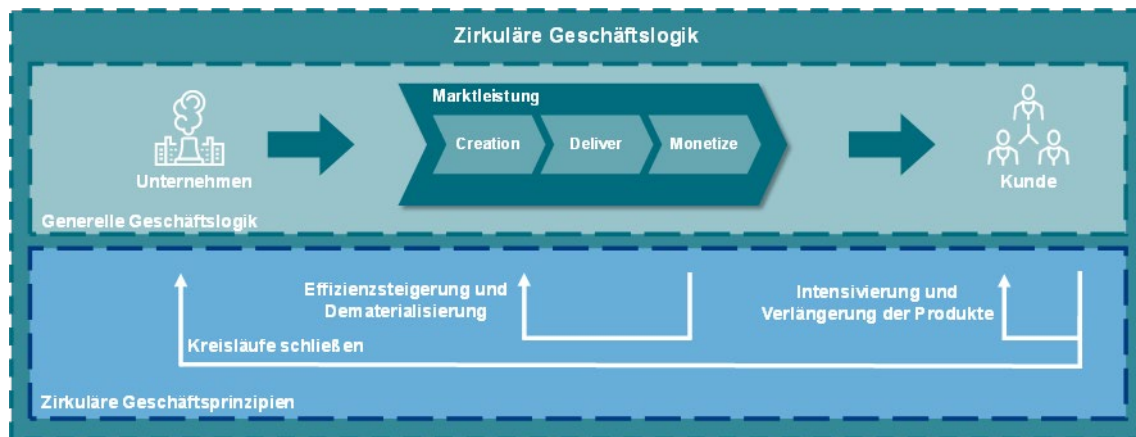 Zirkuläre Geschäftslogik
Marktleistung
Creation
Deliver
Monetize
Unternehmen
Kunde
Generelle Geschäftslogik
Effizienzsteigerung und
Dematerialisierung
Intensivierung und
Verlängerung der Produkte
Kreisläufe schließen
Zirkuläre Geschäftsprinzipien